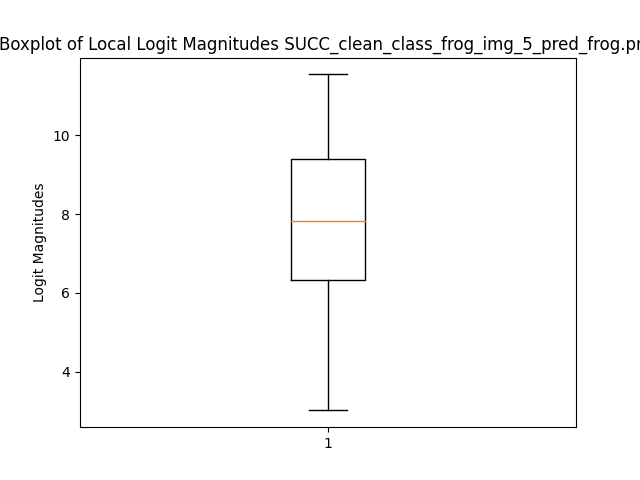 Boxplot of Local Logit Magnitudes SUCC_clean_class_frog_img_5_pred_frog.pr
10
8
6
4
Logit Magnitudes
1